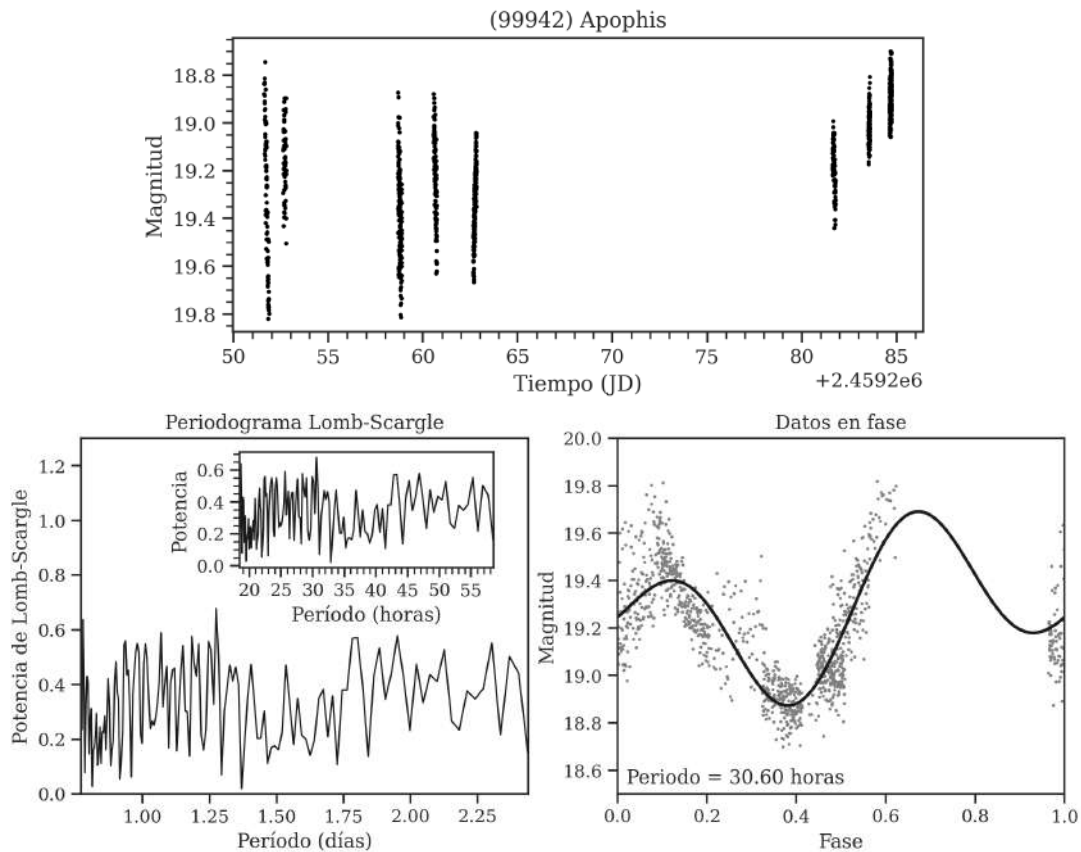 (99942) Apophis
Magnitud
18.8
19.0
19.2
19.4
19.6
19.8
50 55 60 65 70 75 80 85
Tiempo (JD)
+2.4592e6
Periodograma Lomb-Scargle
Potencia de Lomb-Scargle
1.2
1.0
0.8
0.6
0.4
0.2
0.0
1.00 1.25 1.50 1.75 2.00 2.25
Período (días)
Potencia
0.6
0.4
0.2
0.0
20 25 30 35 40 45 50 55
Período (horas)
Datos en fase
Magnitud
20.0
19.8
19.6
19.4
19.2
19.0
18.8
18.6
Periodo = 30.60 horas
0.0 0.2 0.4 0.6 0.8 1.0
Fase